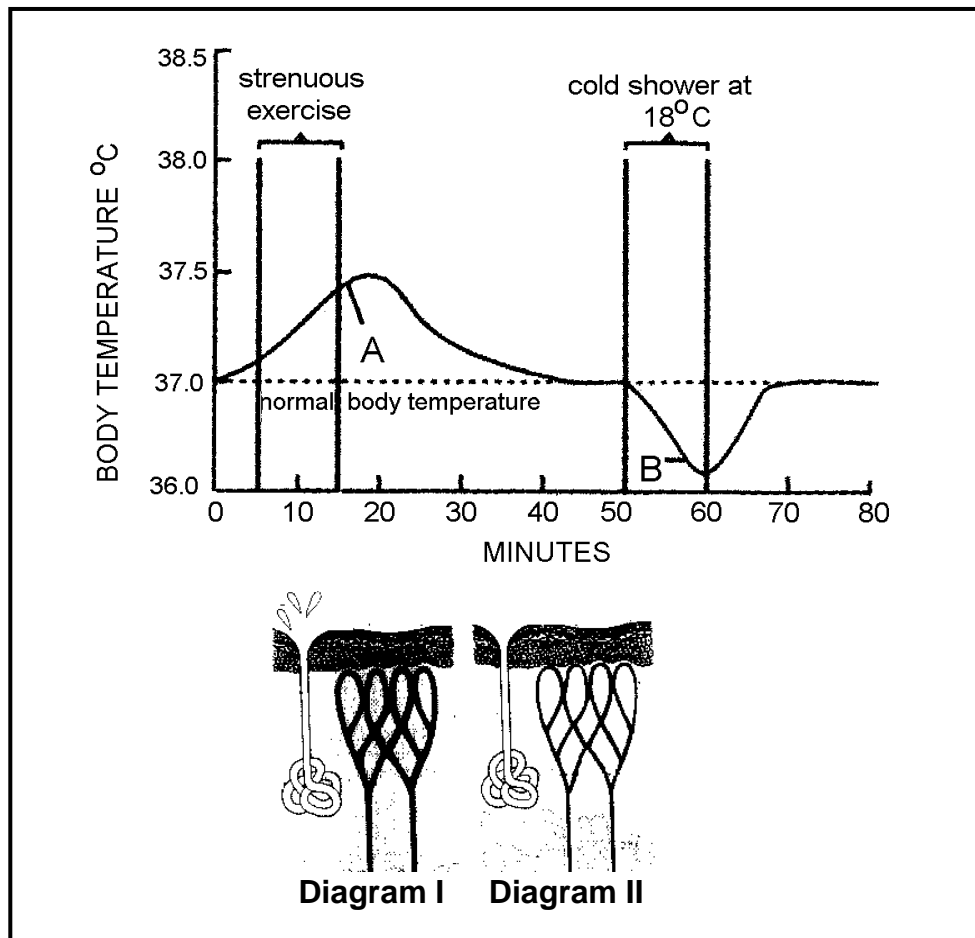 38.5
strenuous
exercise
cold shower at
18°C
38.0
37.5
A
37.0
normal body temperature
B
36.0
0 10 20 30 40 50 60 70 80
MINUTES
BODY TEMPERATURE °C
Diagram I Diagram II